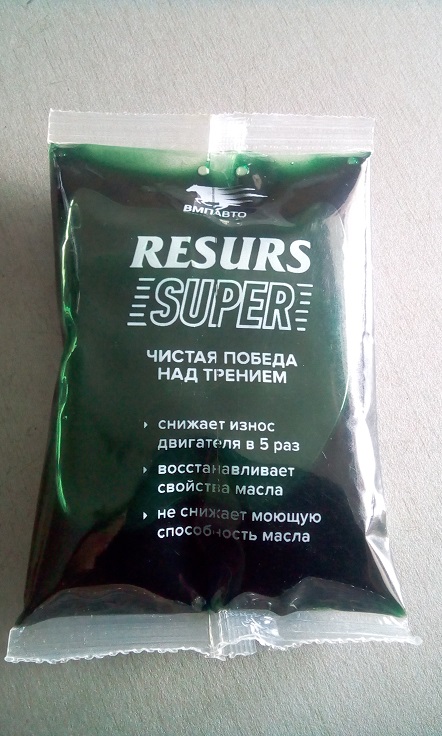 ВМПАВТО
RESURS
SUPER
ЧИСТАЯ ПОБЕДА
НАД ТРЕНИЕМ
снижает износ
двигателя в 5 раз
восстанавливает
свойства масла
не снижает моющую
способность масла